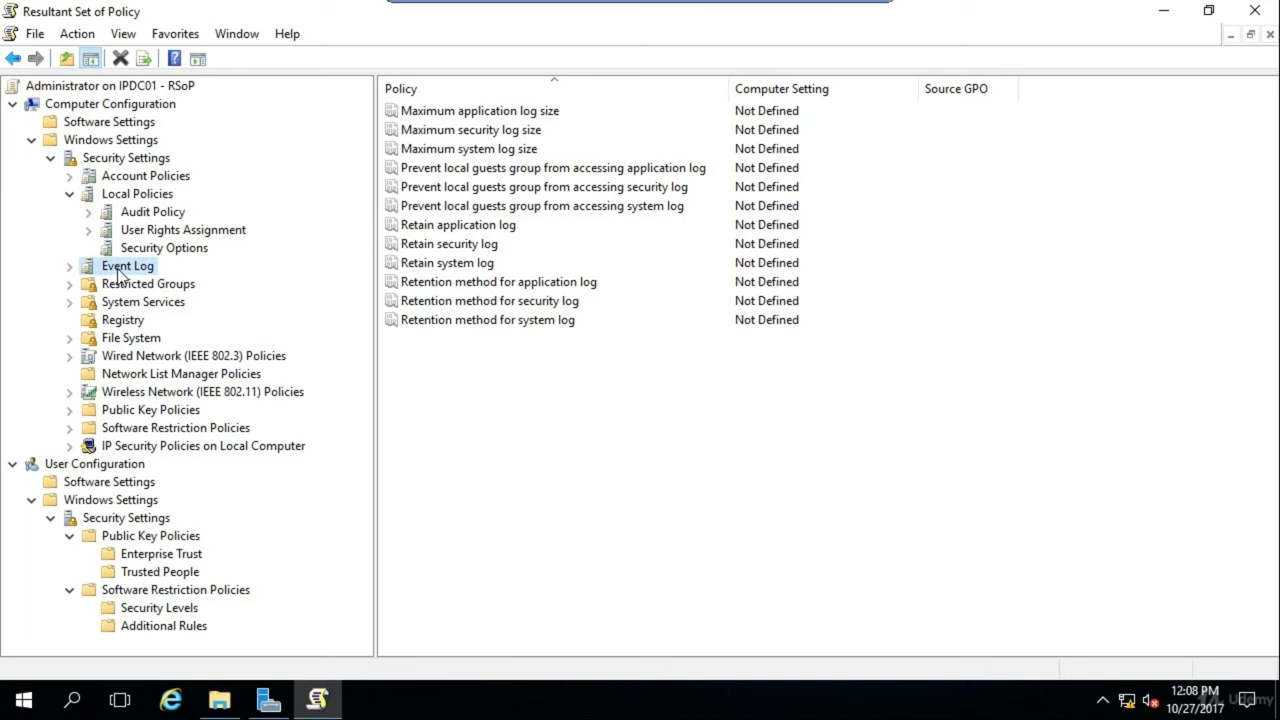 Resultant Set of Policy
File Action View Favorites Window Help
Administrator on IPDC01 - RSoP
Computer Configuration
Software Settings
Windows Settings
Security Settings
Account Policies
Local Policies
Audit Policy
User Rights Assignment
Security Options
Event Log
Restricted Groups
System Services
Registry
File System
Wired Network (IEEE 802.3) Policies
Network List Manager Policies
Wireless Network (IEEE 802.11) Policies
Public Key Policies
Software Restriction Policies
IP Security Policies on Local Computer
User Configuration
Software Settings
Windows Settings
Security Settings
Public Key Policies
Enterprise Trust
Trusted People
Software Restriction Policies
Security Levels
Additional Rules
Policy Computer Setting Source GPO
Maximum application log size Not Defined
Maximum security log size Not Defined
Maximum system log size Not Defined
Prevent local guests group from accessing application log Not Defined
Prevent local guests group from accessing security log Not Defined
Prevent local guests group from accessing system log Not Defined
Retain application log Not Defined
Retain security log Not Defined
Retain system log Not Defined
Retention method for application log Not Defined
Retention method for security log Not Defined
Retention method for system log Not Defined
12:08 PM
10/27/2017
Udemy